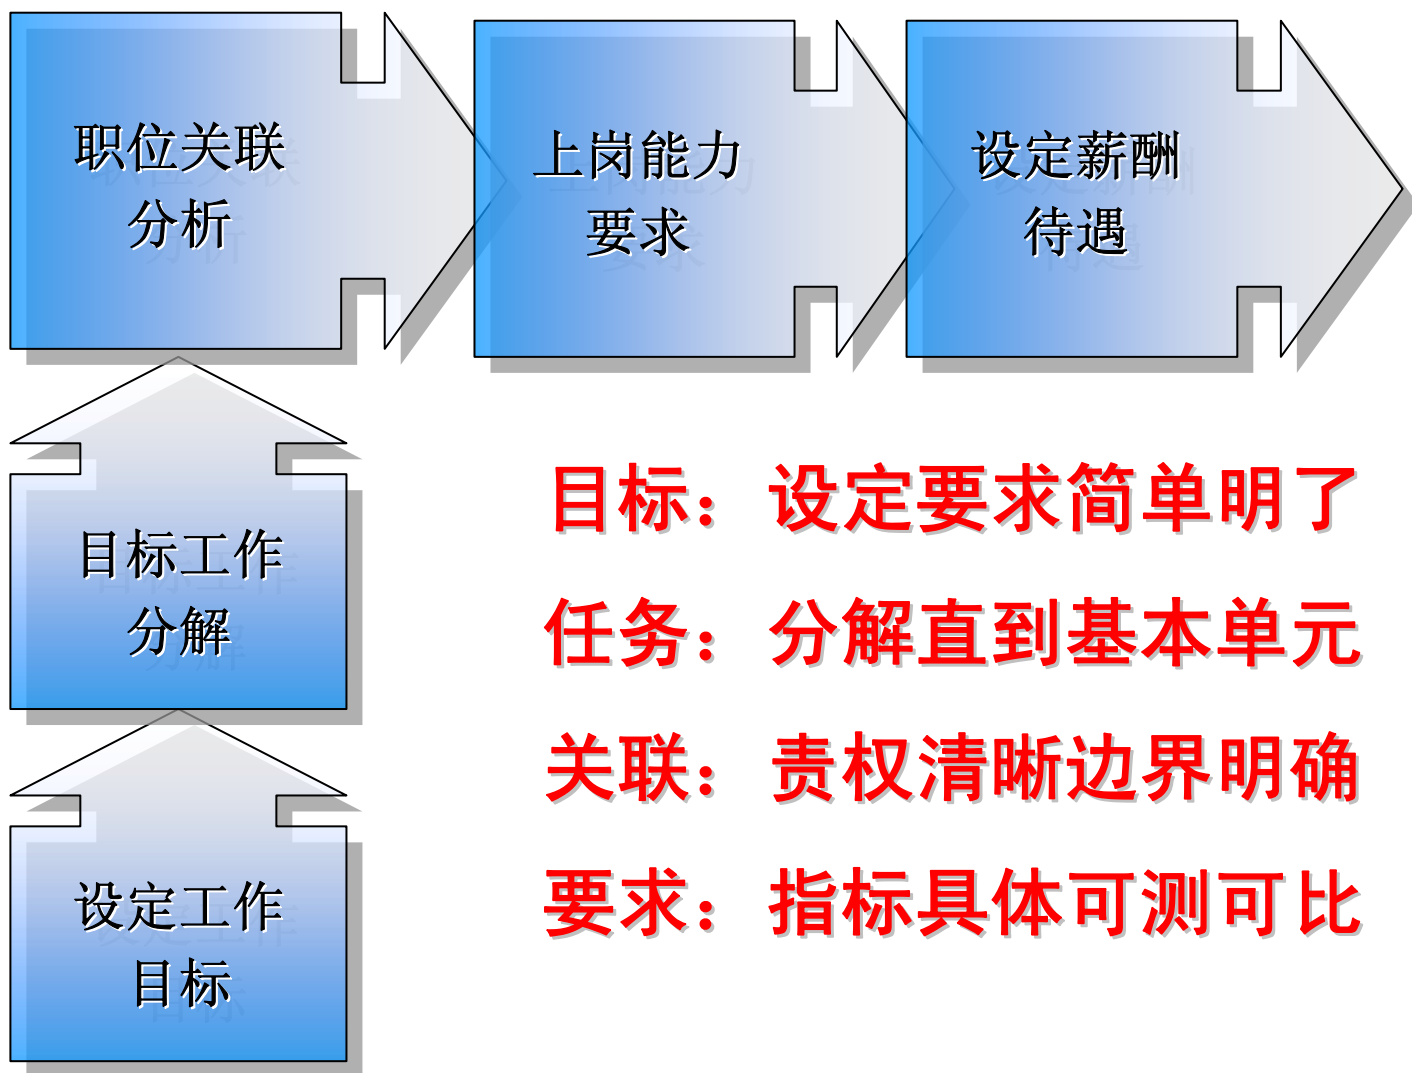 职位关联
分析
上岗能力
要求
设定薪酬
待遇
目标工作
分解
设定工作
目标
目标：设定要求简单明了
任务：分解直到基本单元
关联：责权清晰边界明确
要求：指标具体可测可比